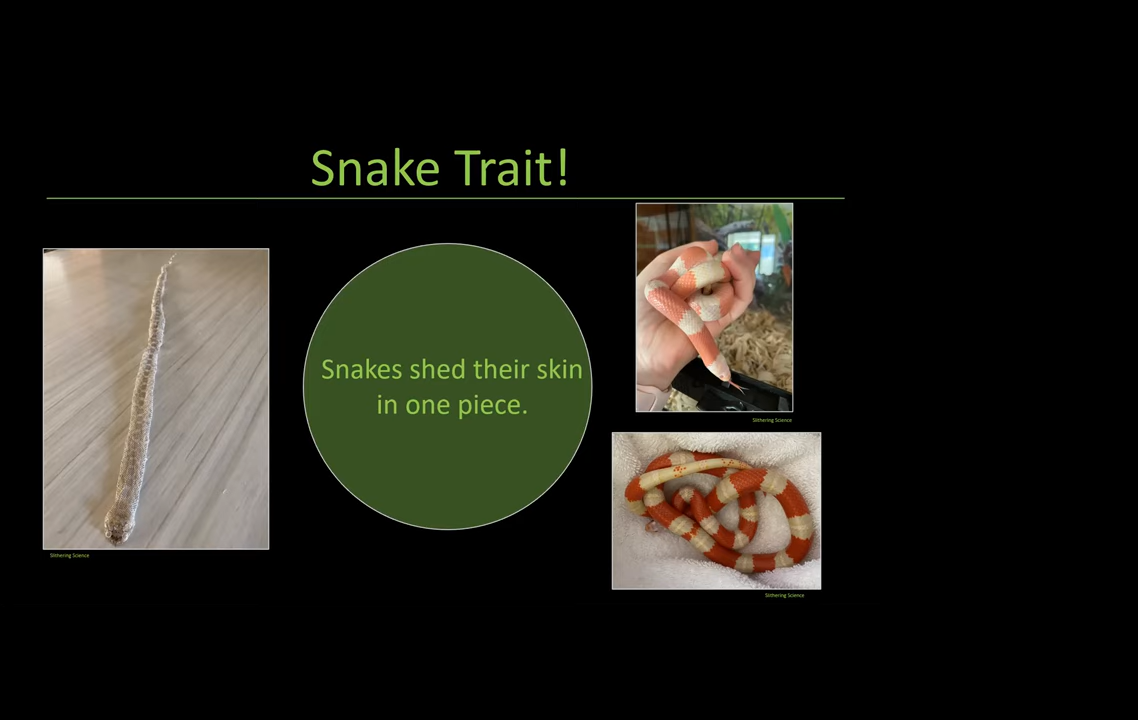 Snake Trait!
Snakes shed their skin
in one piece.
Slithering Science
Slithering Science
Slithering Science